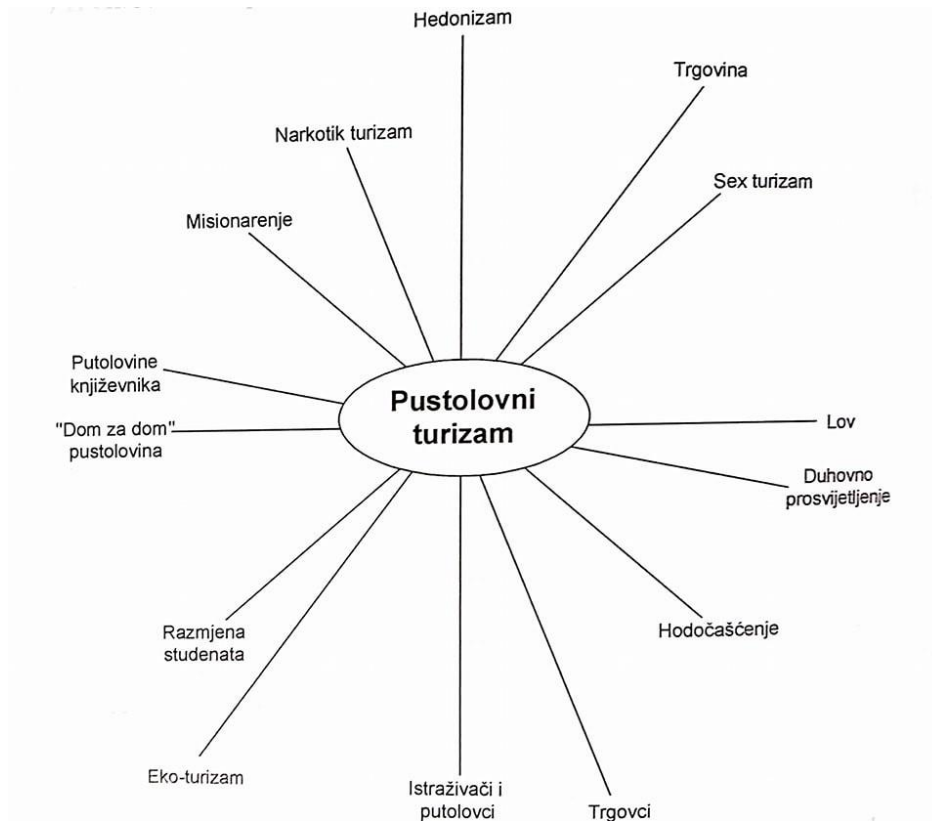 Hedonizam
Trgovina
Narkotik turizam
Sex turizam
Misionarenje
Putolovine
književnika
"Dom za dom"
pustolovina
Pustolovni
turizam
Lov
Duhovno
prosvijetljenje
Razmjena
studenata
Hodočašćenje
Eko-turizam
Istraživači i
putolovci
Trgovci